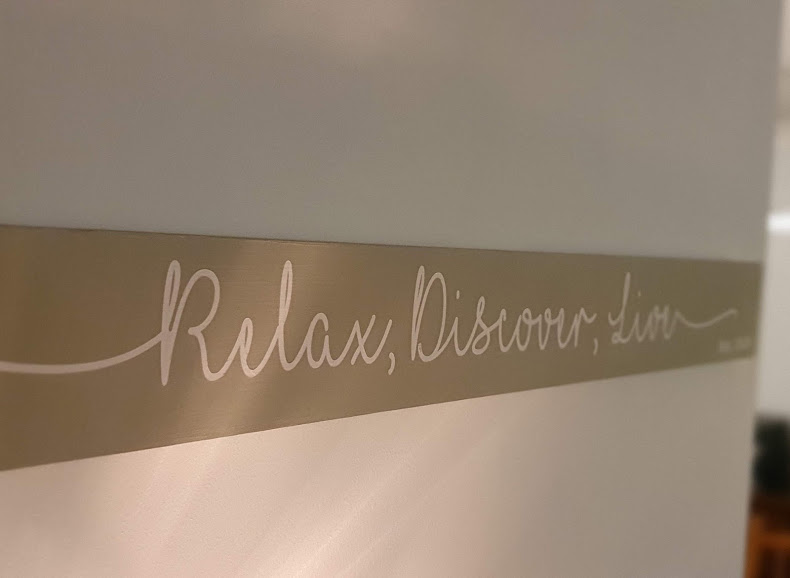 Relax, Discover, Live